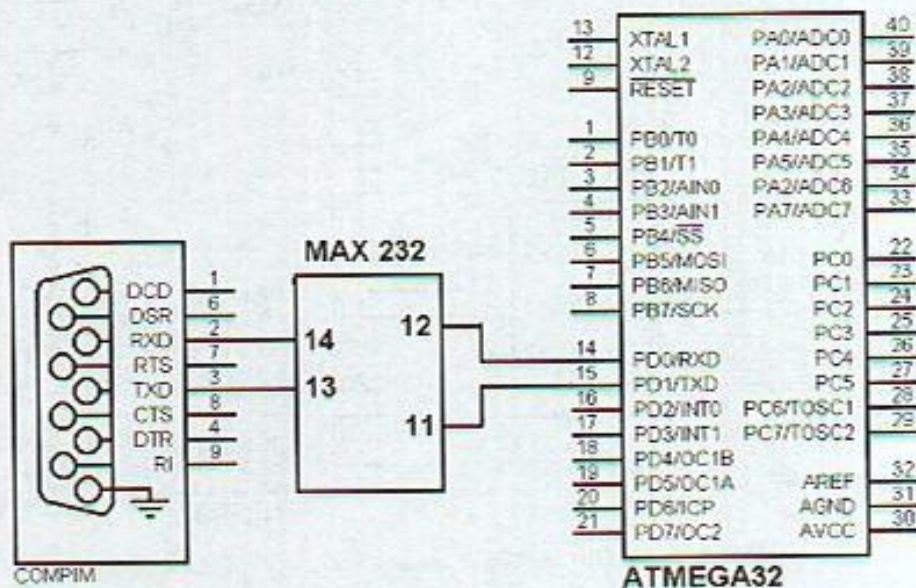 COMPIM
DCD 1
DSR 6
RXD 2
RTS 7
TXD 3
CTS 8
DTR 4
RI 9
MAX 232
14
13
12
11
13 XTAL1
12 XTAL2
9 RESET
1 PB0/T0
2 PB1/T1
3 PB2/AIN0
4 PB3/AIN1
5 PB4/SS
6 PB5/MOSI
7 PB6/MISO
8 PB7/SCK
14 PD0/RXD
15 PD1/TXD
16 PD2/INT0
17 PD3/INT1
18 PD4/OC1B
19 PD5/OC1A
20 PD6/ICP
21 PD7/OC2
PA0/ADC0 40
PA1/ADC1 39
PA2/ADC2 38
PA3/ADC3 37
PA4/ADC4 36
PA5/ADC5 35
PA2/ADC6 34
PA7/ADC7 33
PC0 22
PC1 23
PC2 24
PC3 25
PC4 26
PC5 27
PC6/TOSC1 28
PC7/TOSC2 29
AREF 32
AGND 31
AVCC 30
ATMEGA32